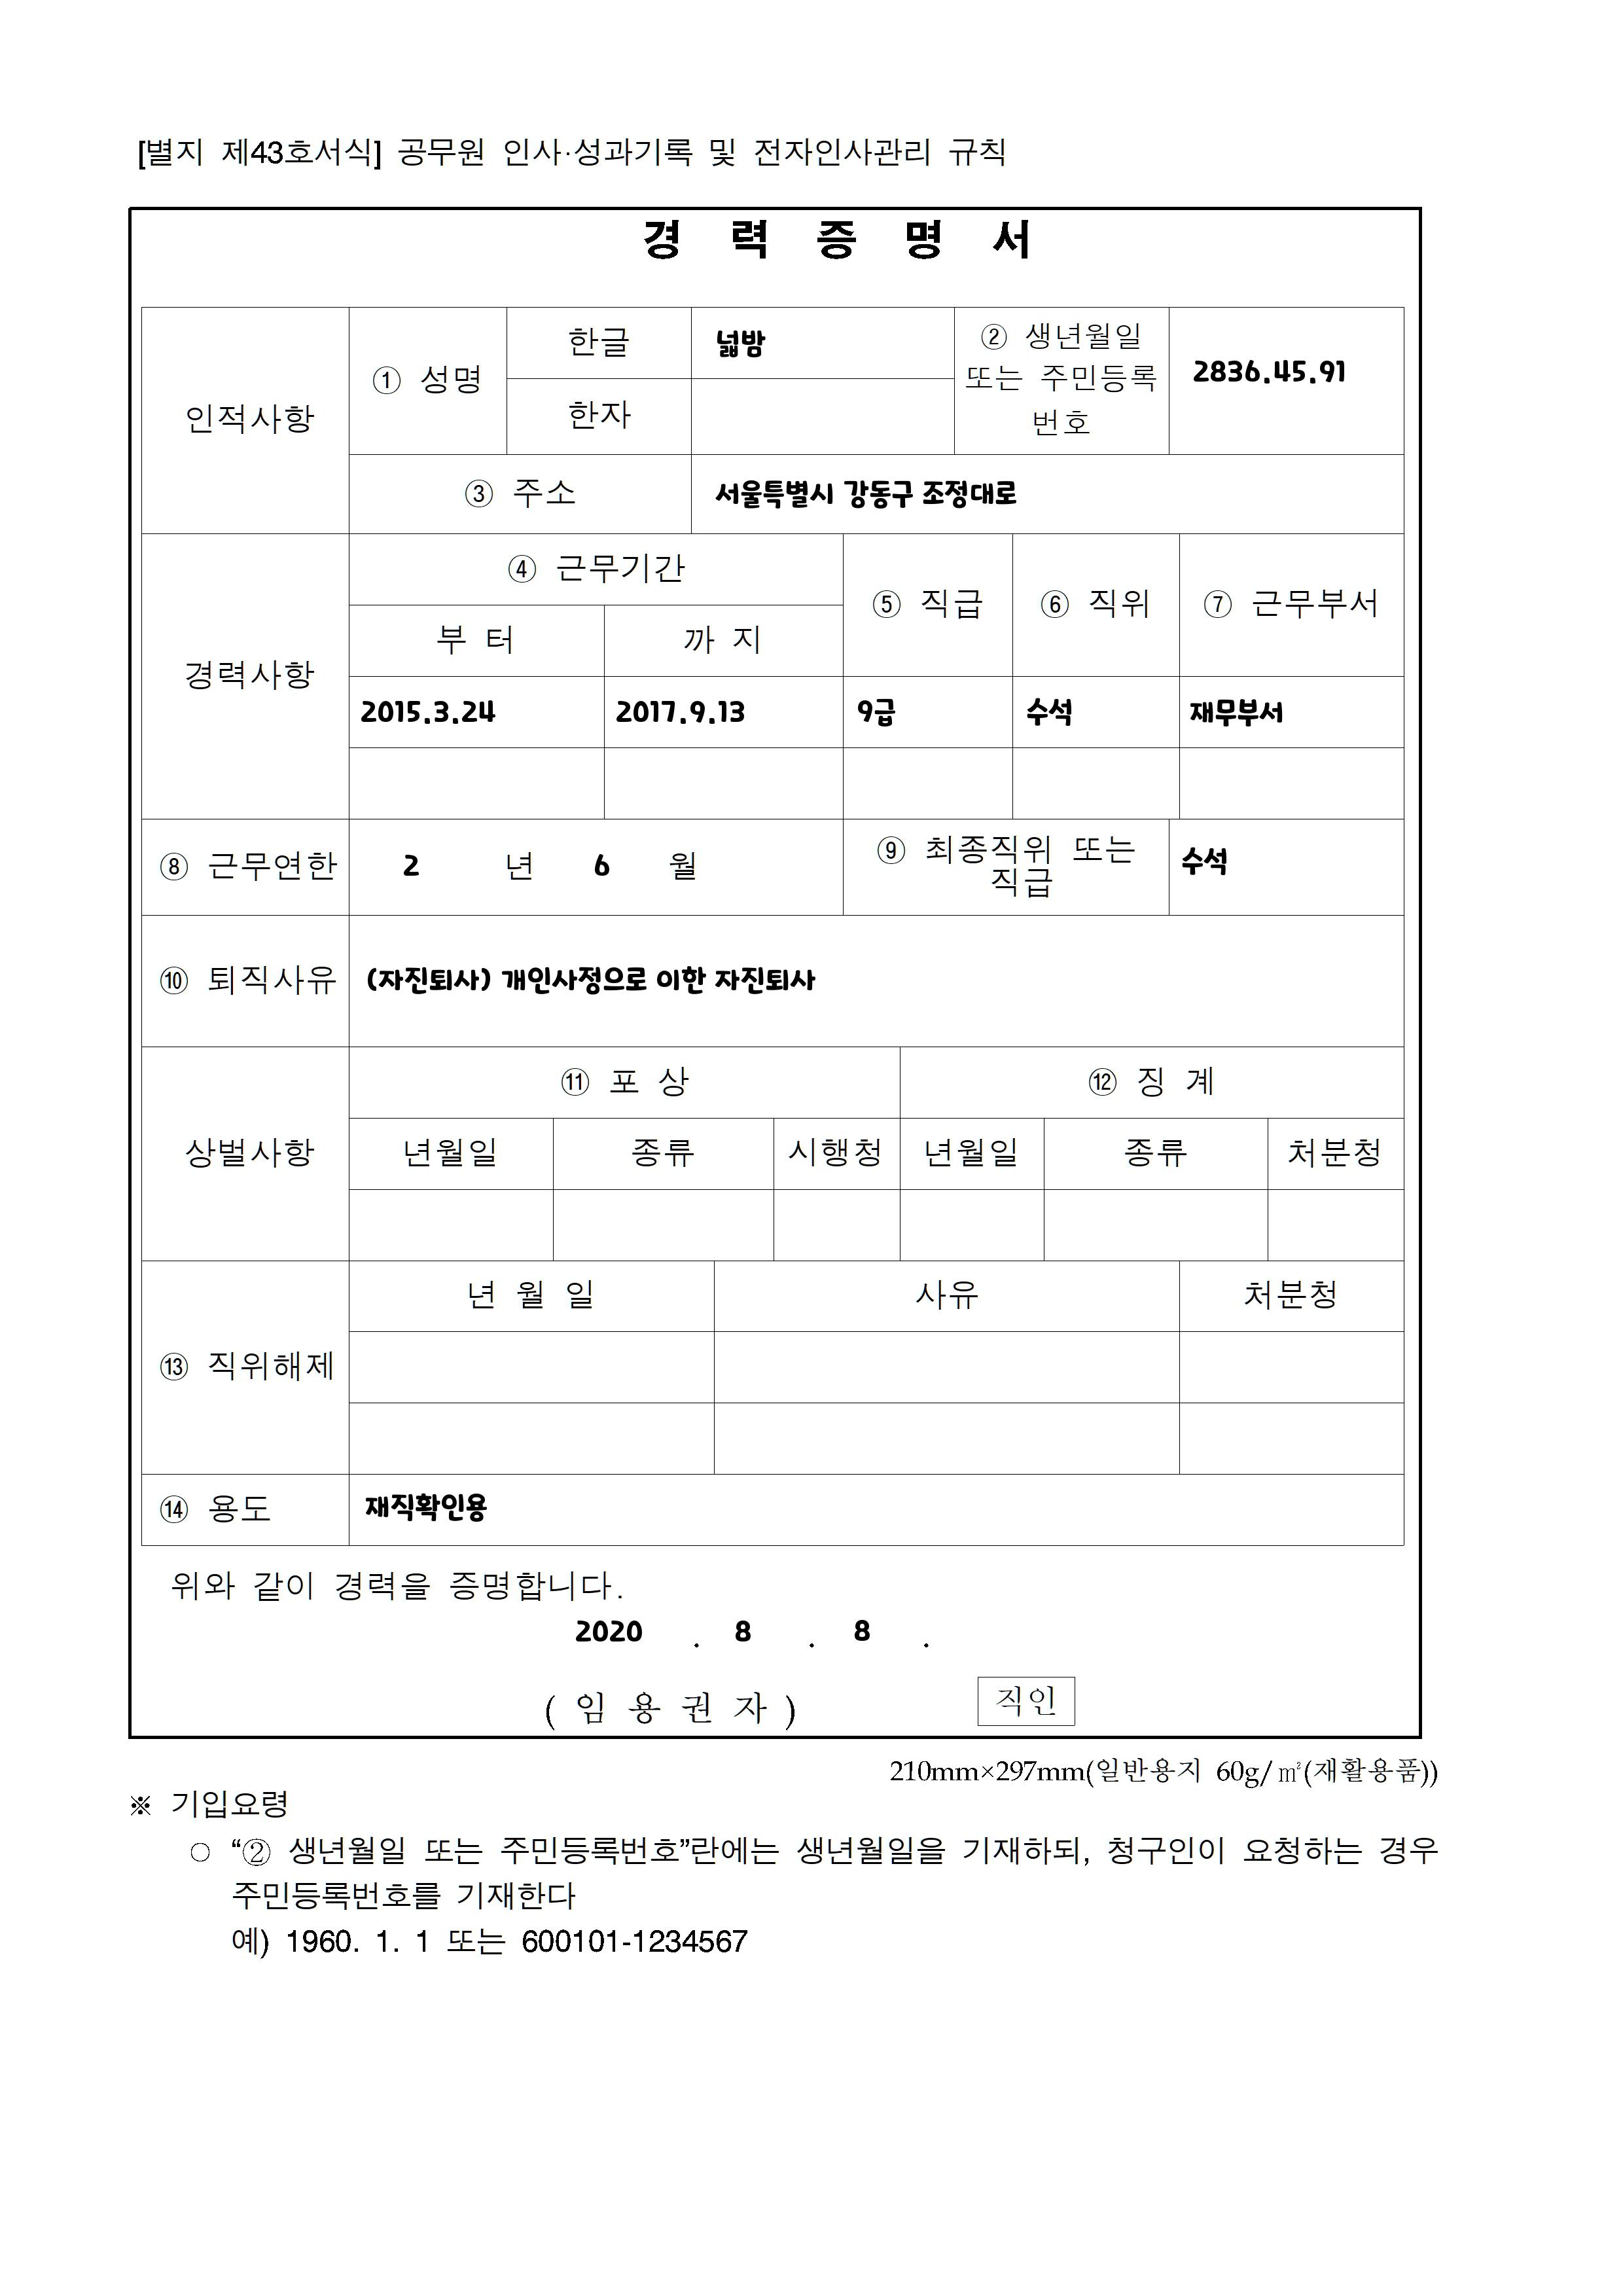 [별지 제43호서식] 공무원 인사·성과기록 및 전자인사관리 규칙
경 력 증 명 서
인적사항
① 성명
한글
넓밤
한자
② 생년월일
또는 주민등록
번호
2836.45.91
③ 주소
서울특별시 강동구 조정대로
경력사항
④ 근무기간
부 터
까 지
⑤ 직급
⑥ 직위
⑦ 근무부서
2015.3.24
2017.9.13
9급
수석
재무부서
⑧ 근무연한
2 년 6 월
⑨ 최종직위 또는
직급
수석
⑩ 퇴직사유
(자진퇴사) 개인사정으로 이한 자진퇴사
상벌사항
⑪ 포 상
⑫ 징 계
년월일
종류
시행청
년월일
종류
처분청
⑬ 직위해제
년 월 일
사유
처분청
⑭ 용도
재직확인용
위와 같이 경력을 증명합니다.
2020 . 8 . 8 .
( 임 용 권 자 )
직인
210mm×297mm(일반용지 60g/㎡(재활용품))
※ 기입요령
○ “② 생년월일 또는 주민등록번호”란에는 생년월일을 기재하되, 청구인이 요청하는 경우
주민등록번호를 기재한다
예) 1960. 1. 1 또는 600101-1234567